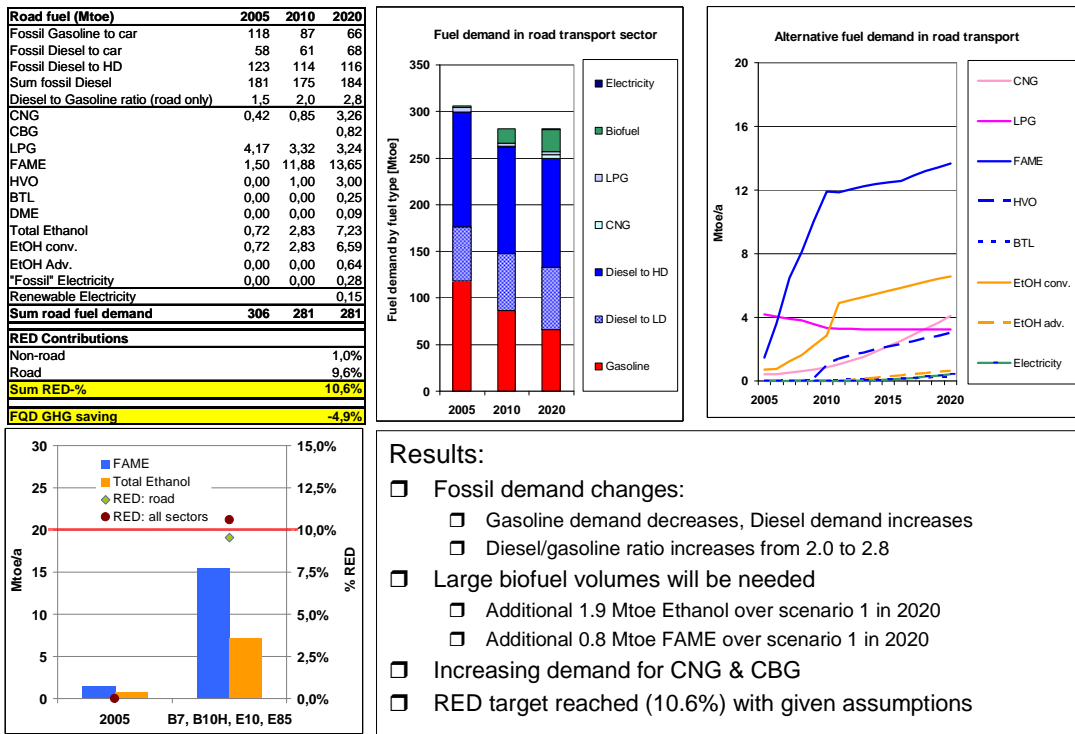 Road fuel (Mtoe) 2005 2010 2020
Fossil Gasoline to car 118 87 66
Fossil Diesel to car 58 61 68
Fossil Diesel to HD 123 114 116
Sum fossil Diesel 181 175 184
Diesel to Gasoline ratio (road only) 1,5 2,0 2,8
CNG 0,42 0,85 3,26
CBG 0,82
LPG 4,17 3,32 3,24
FAME 1,50 11,88 13,65
HVO 0,00 1,00 3,00
BTL 0,00 0,00 0,25
DME 0,00 0,00 0,09
Total Ethanol 0,72 2,83 7,23
EtOH conv. 0,72 2,83 6,59
EtOH Adv. 0,00 0,00 0,64
"Fossil" Electricity 0,00 0,00 0,28
Renewable Electricity 0,15
Sum road fuel demand 306 281 281
RED Contributions
Non-road 1,0%
Road 9,6%
Sum RED-% 10,6%
FQD GHG saving -4,9%
Fuel demand in road transport sector
Fuel demand by fuel type [Mtoe]
350
300
250
200
150
100
50
0
2005 2010 2020
Electricity
Biofuel
LPG
CNG
Diesel to HD
Diesel to LD
Gasoline
Alternative fuel demand in road transport
Mtoe/a
20
16
12
8
4
0
2005 2010 2015 2020
CNG
LPG
FAME
HVO
BTL
EtOH conv.
EtOH adv.
Electricity
Mtoe/a
30
25
20
15
10
5
0
FAME
Total Ethanol
RED: road
RED: all sectors
15,0%
12,5%
10,0%
7,5%
5,0%
2,5%
0,0%
% RED
2005 B7, B10H, E10, E85
Results:
Fossil demand changes:
Gasoline demand decreases, Diesel demand increases
Diesel/gasoline ratio increases from 2.0 to 2.8
Large biofuel volumes will be needed
Additional 1.9 Mtoe Ethanol over scenario 1 in 2020
Additional 0.8 Mtoe FAME over scenario 1 in 2020
Increasing demand for CNG & CBG
RED target reached (10.6%) with given assumptions